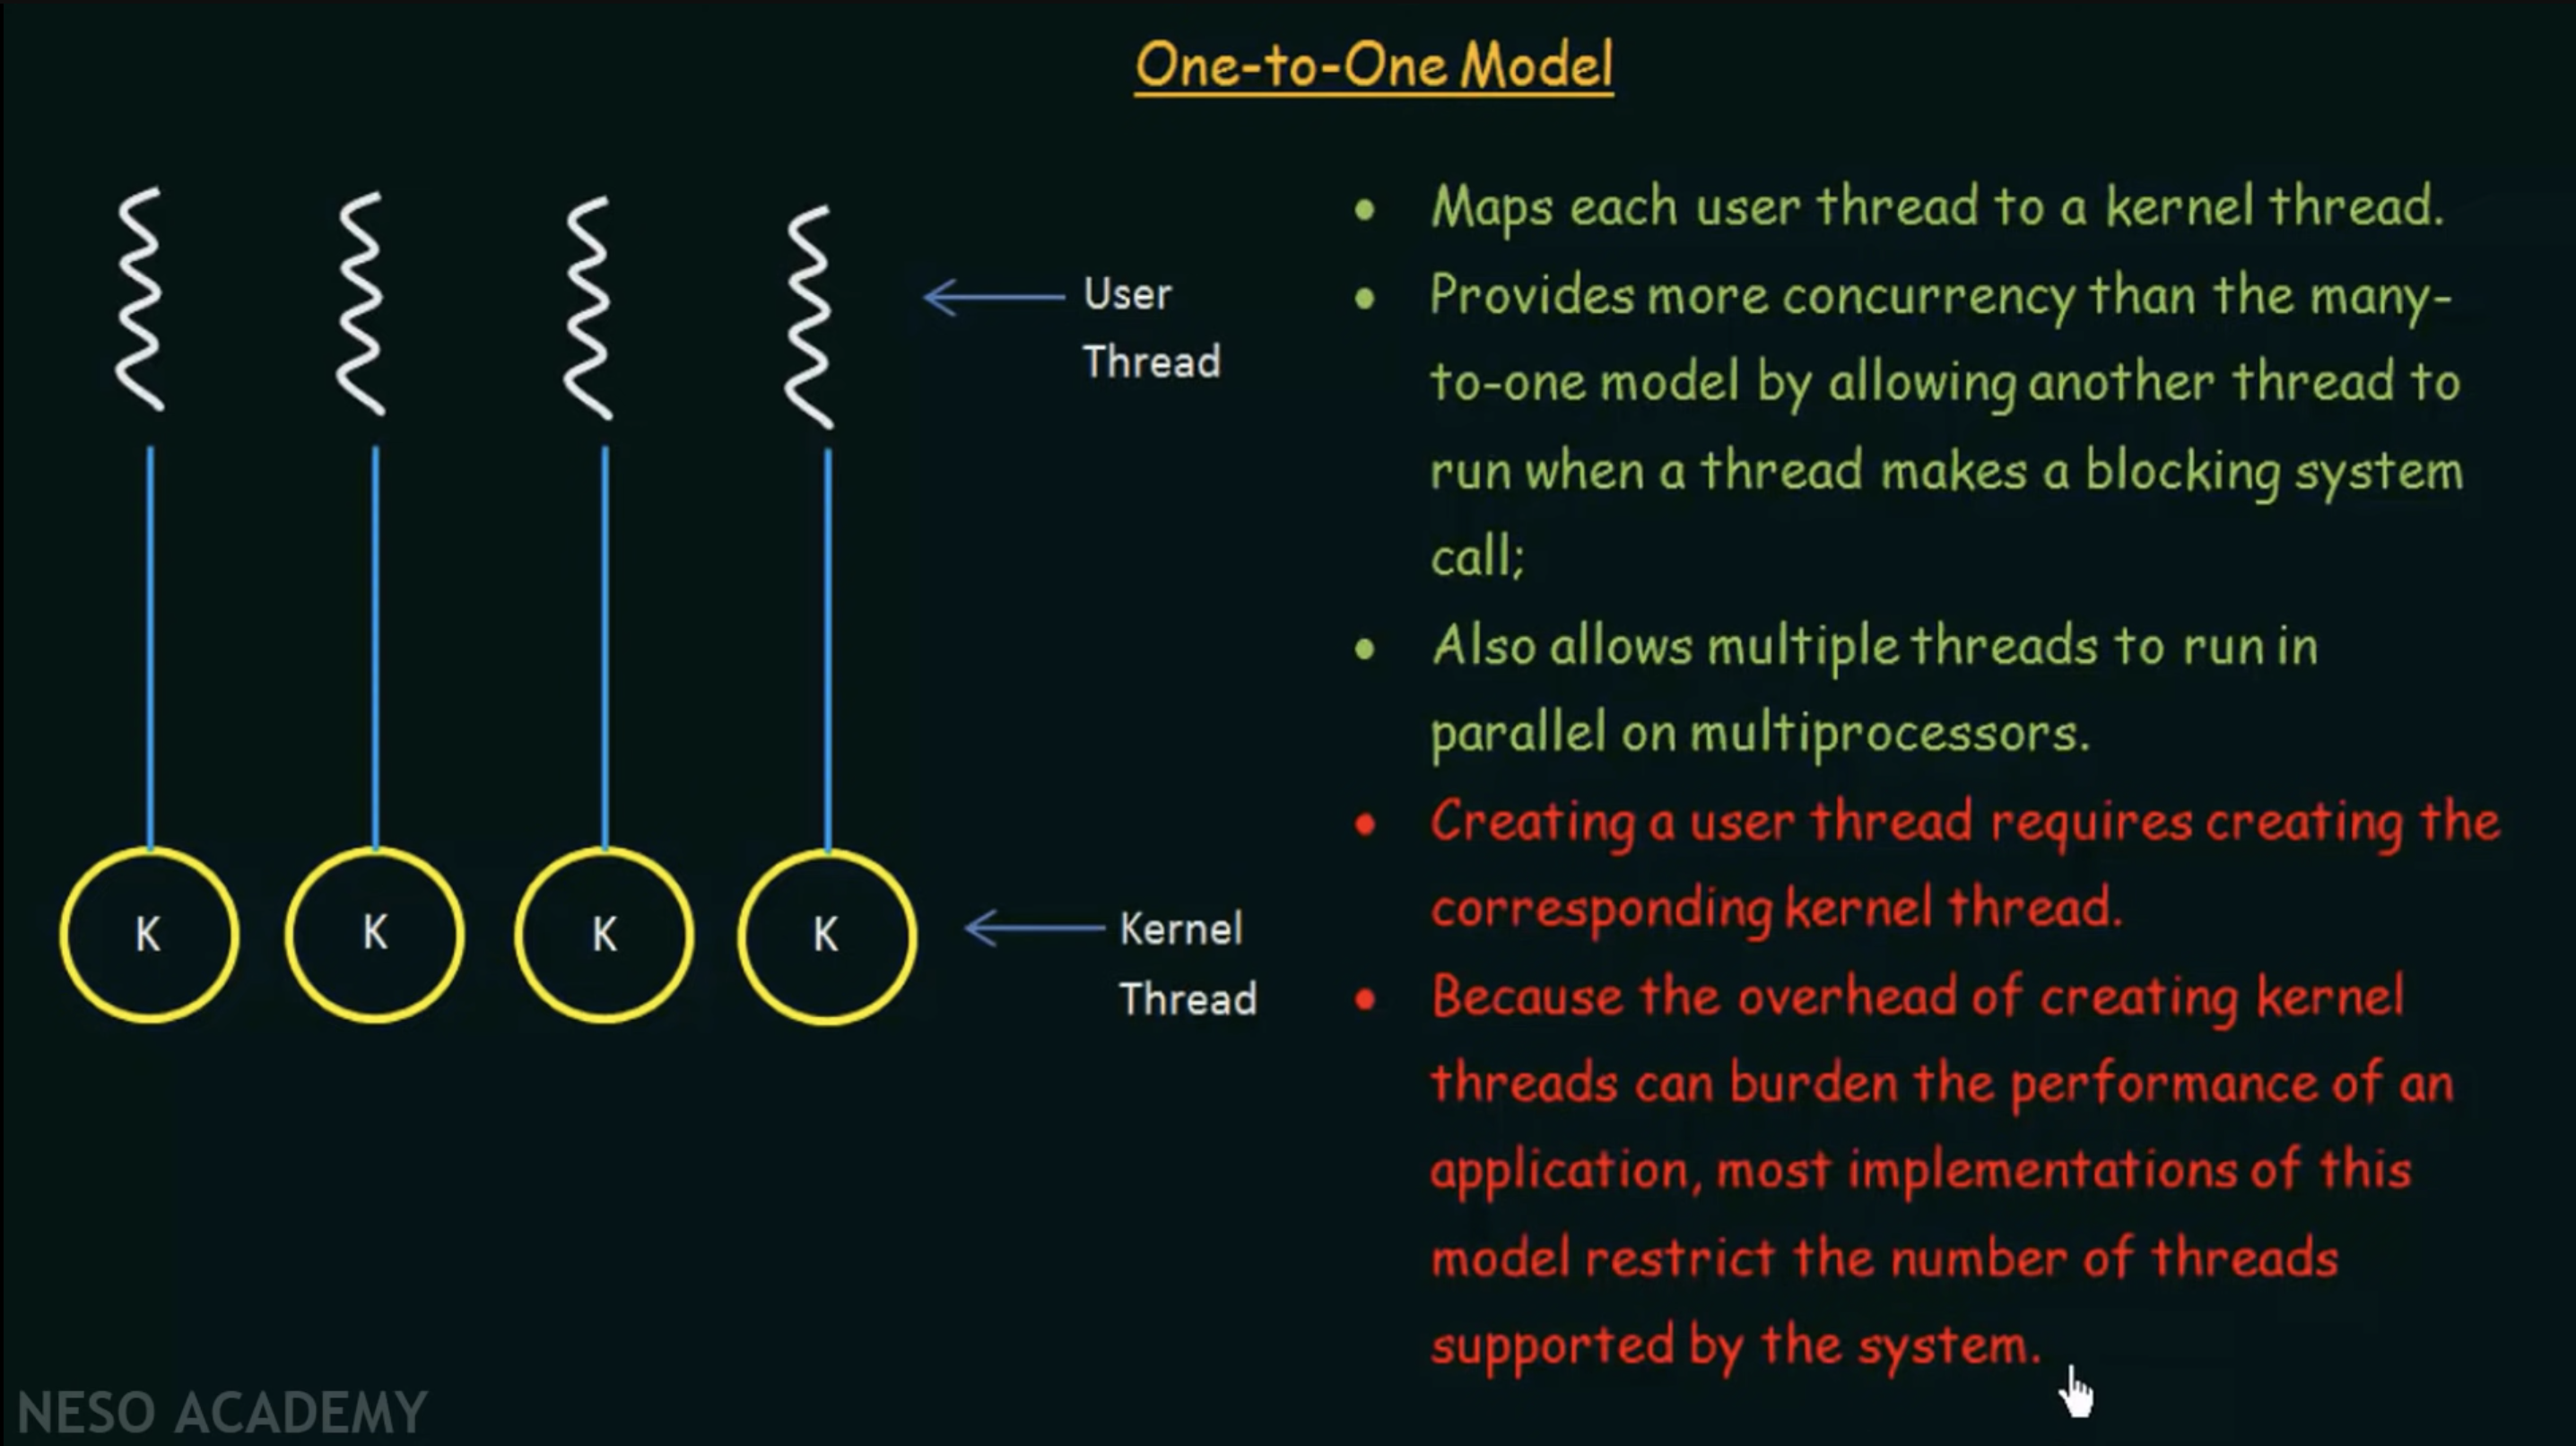 One-to-One Model
User
Thread
K
K
K
K
Kernel
Thread
• Maps each user thread to a kernel thread.
• Provides more concurrency than the many-
to-one model by allowing another thread to
run when a thread makes a blocking system
call;
• Also allows multiple threads to run in
parallel on multiprocessors.
• Creating a user thread requires creating the
corresponding kernel thread.
• Because the overhead of creating kernel
threads can burden the performance of an
application, most implementations of this
model restrict the number of threads
supported by the system.
NESO ACADEMY